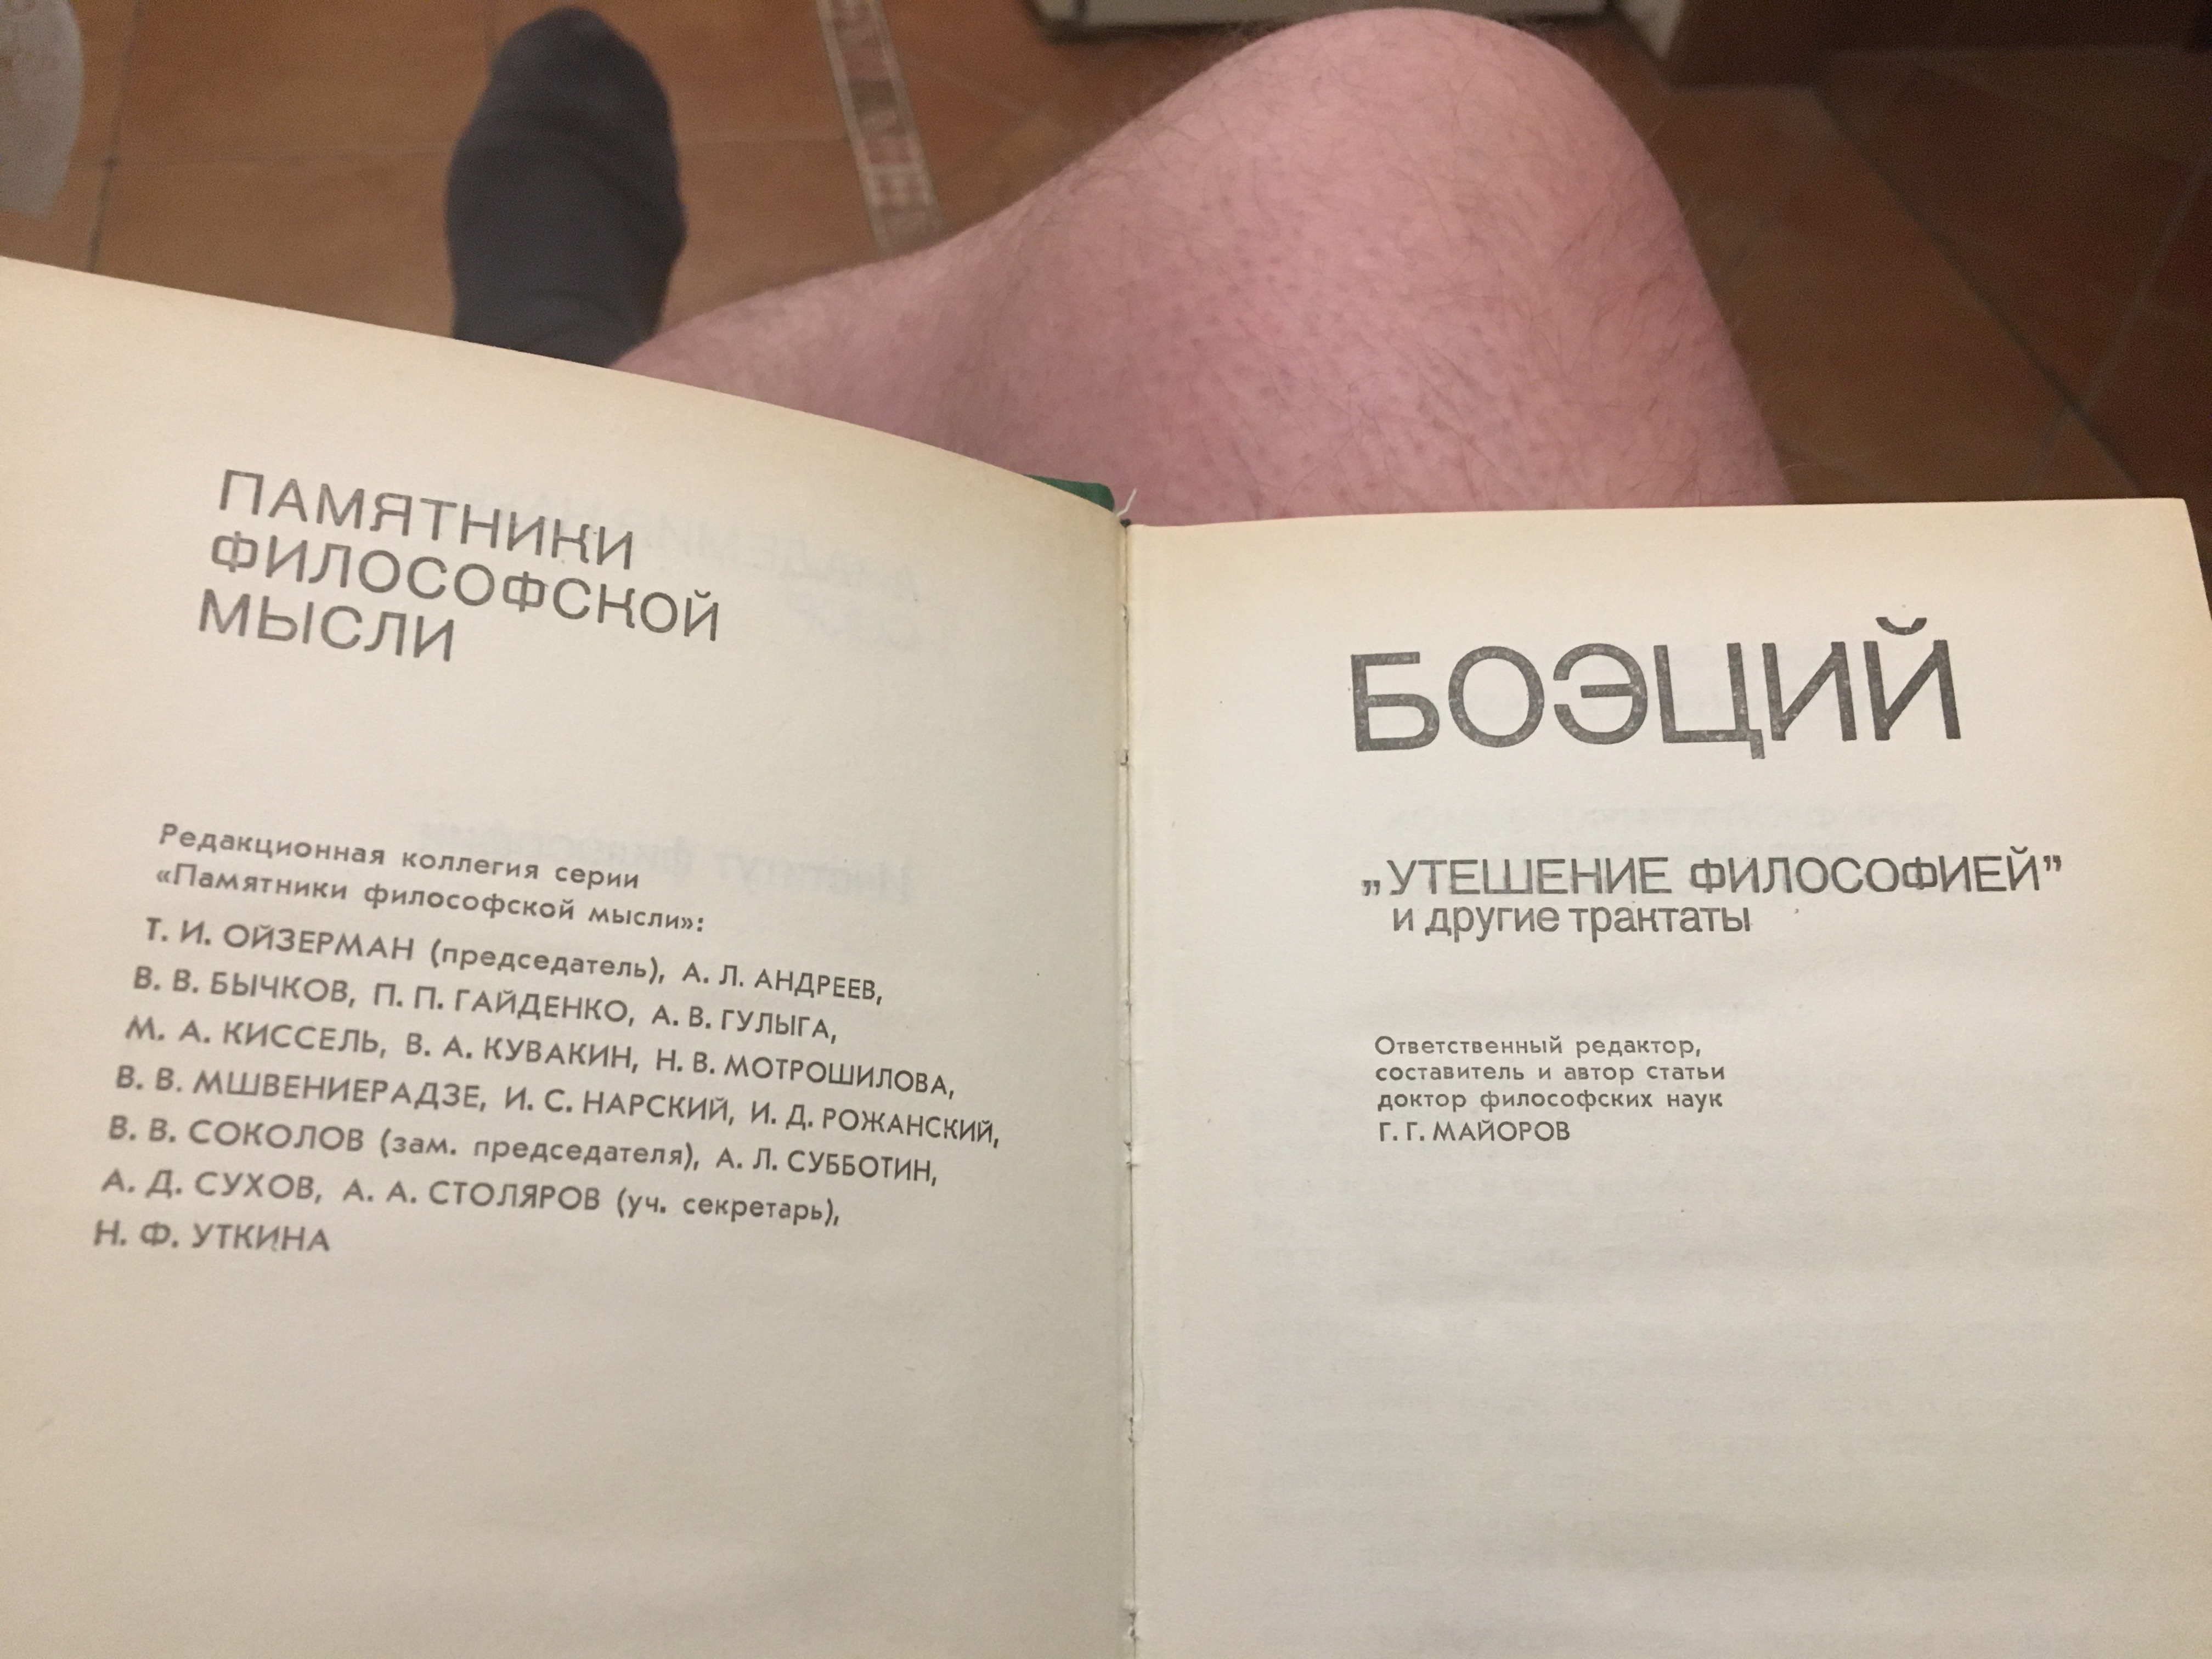 ПАМЯТНИКИ
ФИЛОСОФСКОЙ
МЫСЛИ
Редакционная коллегия серии
«Памятники философской мысли»:
Т. И. ОЙЗЕРМАН (председатель), А. Л. АНДРЕЕВ,
В. В. БЫЧКОВ, П. П. ГАЙДЕНКО, А. В. ГУЛЫГА,
М. А. КИССЕЛЬ, В. А. КУВАКИН, Н. В. МОТРОШИЛОВА,
В. В. МШВЕНИЕРАДЗЕ, И. С. НАРСКИЙ, И. Д. РОЖАНСКИЙ,
В. В. СОКОЛОВ (зам. председателя), А. Л. СУББОТИН,
А. Д. СУХОВ, А. А. СТОЛЯРОВ (уч. секретарь),
Н. Ф. УТКИНА
БОЭЦИЙ
„УТЕШЕНИЕ ФИЛОСОФИЕЙ”
и другие трактаты
Ответственный редактор,
составитель и автор статьи
доктор философских наук
Г. Г. МАЙОРОВ